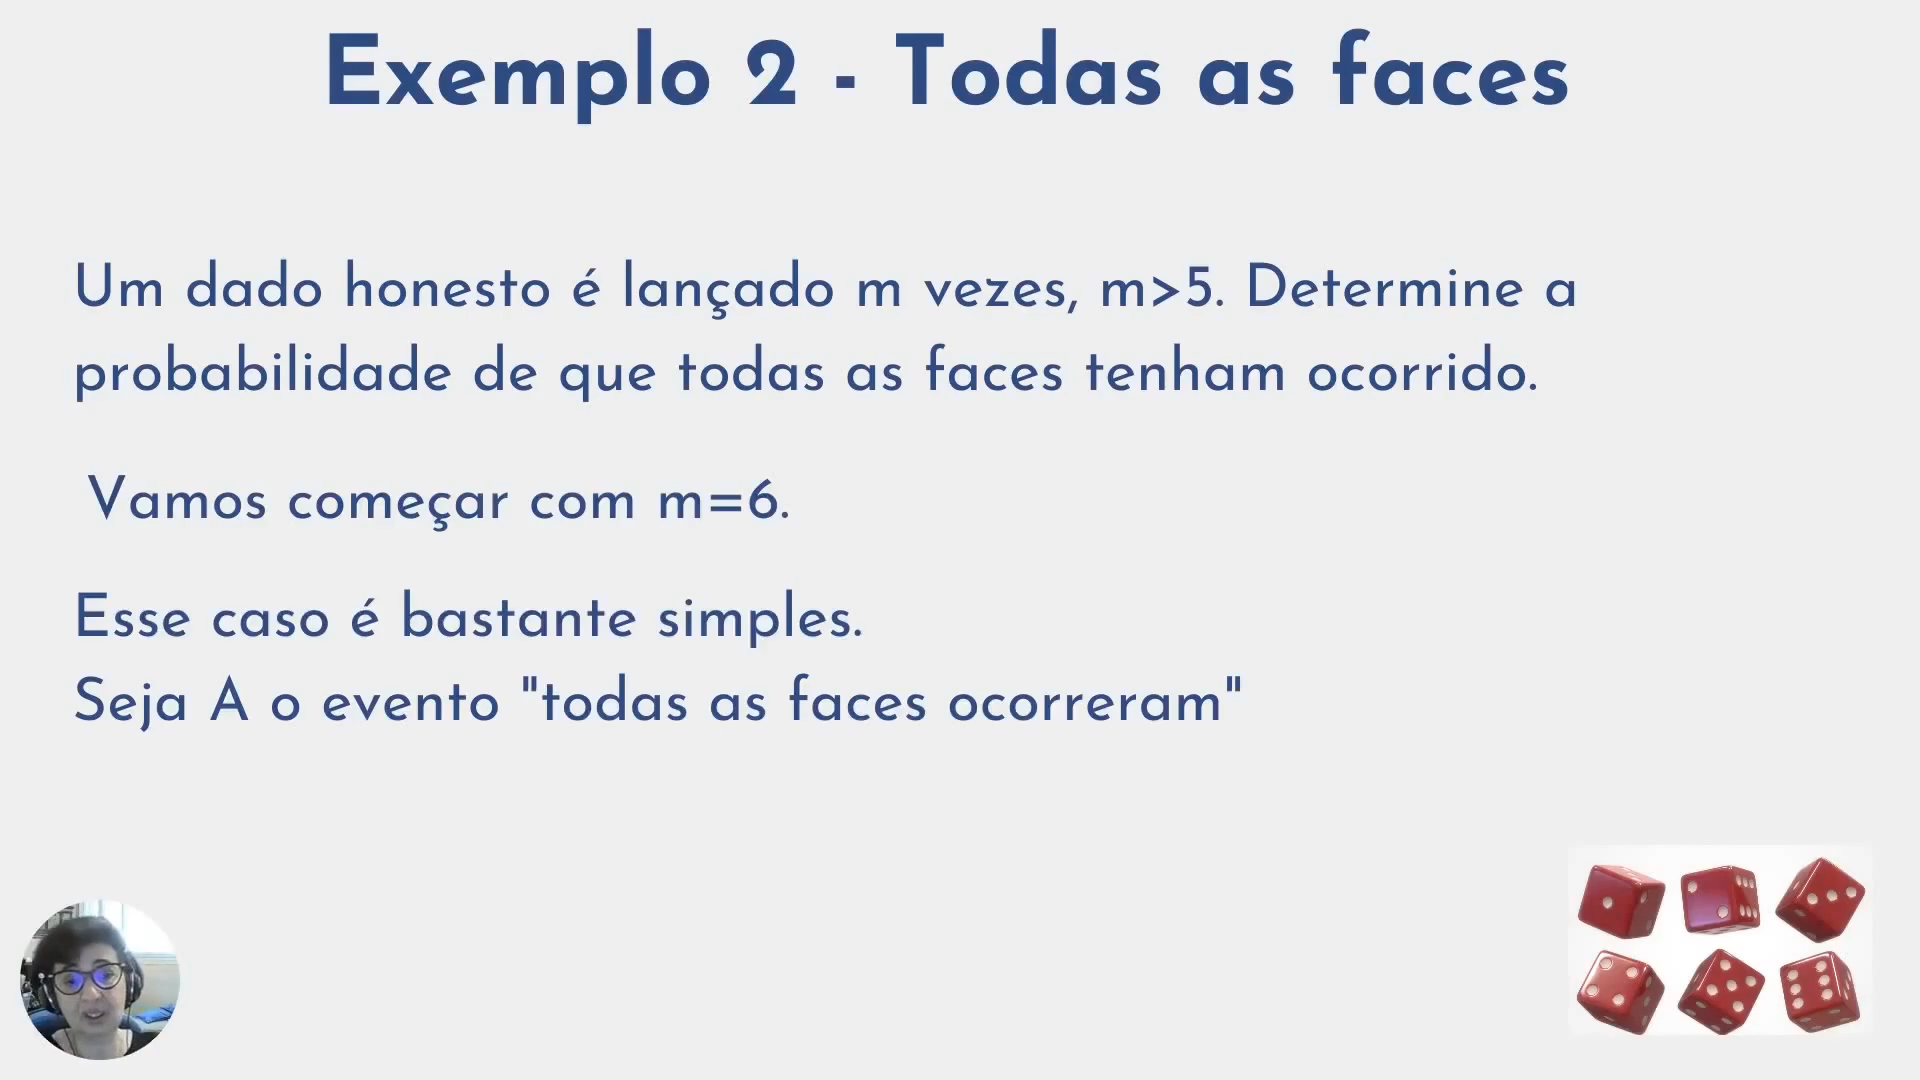 Exemplo 2 - Todas as faces
Um dado honesto é lançado m vezes, m>5. Determine a
probabilidade de que todas as faces tenham ocorrido.
Vamos começar com m=6.
Esse caso é bastante simples.
Seja A o evento "todas as faces ocorreram"